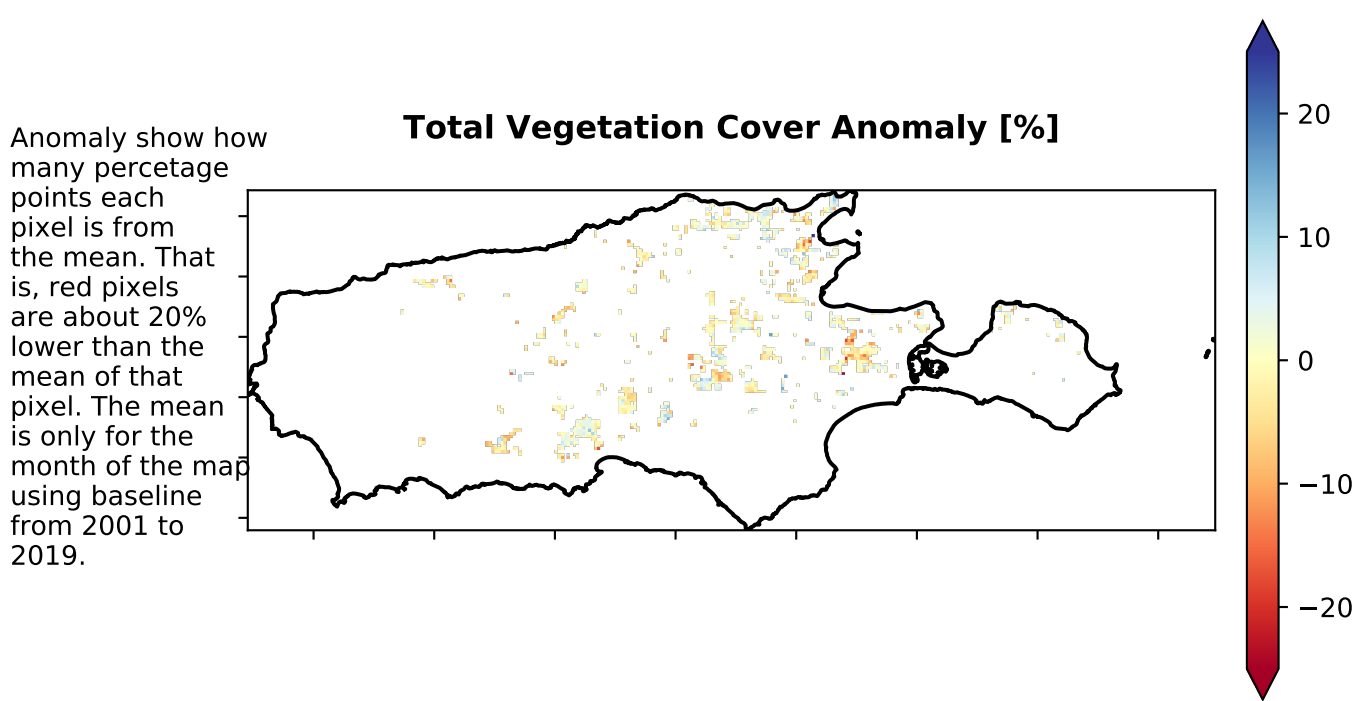 Total Vegetation Cover Anomaly [%]
Anomaly show how
many percetage
points each
pixel is from
the mean. That
is, red pixels
are about 20%
lower than the
mean of that
pixel. The mean
is only for the
month of the map
using baseline
from 2001 to
2019.
20
10
0
−10
−20